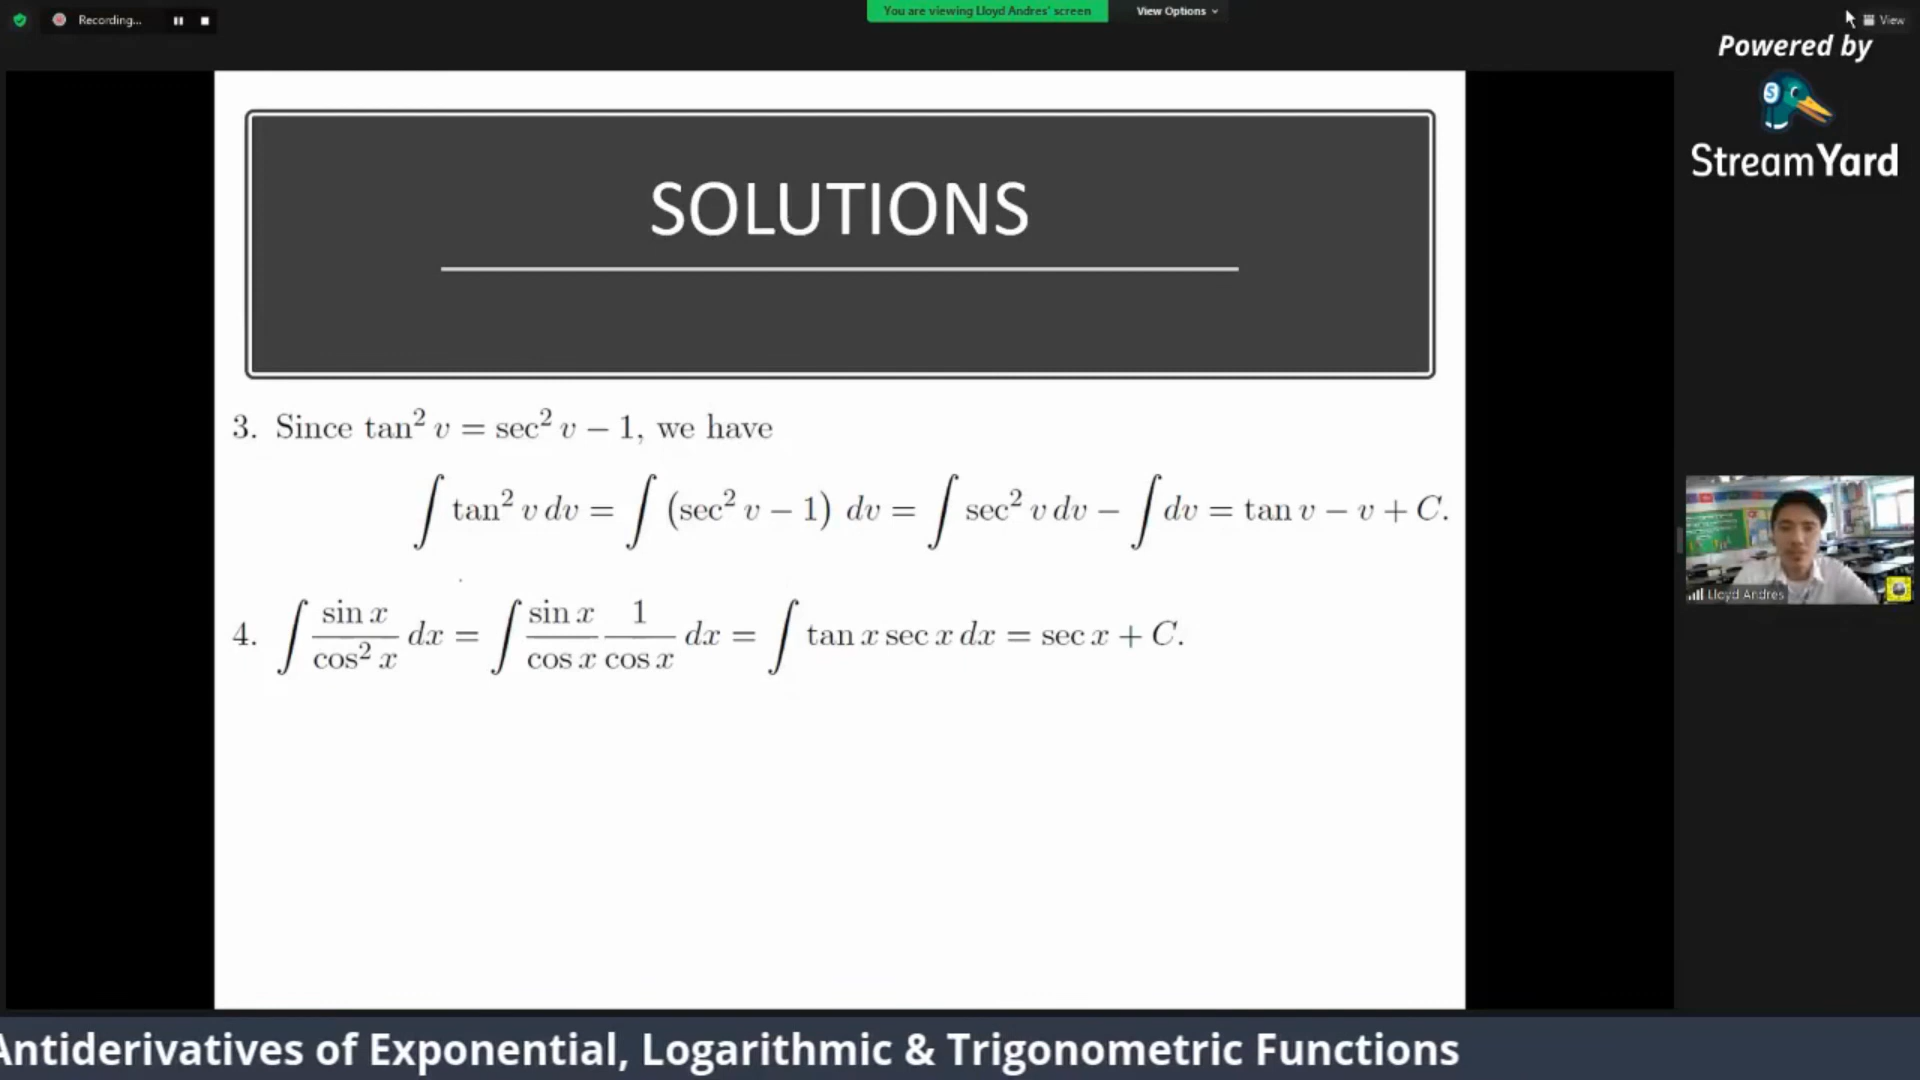 Recording...
You are viewing Lloyd Andres' screen
View Options
View
Powered by
S
StreamYard
SOLUTIONS
3. Since tan² v = sec² v − 1, we have
∫ tan² v dv = ∫ (sec² v − 1) dv = ∫ sec² v dv − ∫ dv = tan v − v + C.
4. ∫ sin x / cos² x dx = ∫ sin x / cos x 1 / cos x dx = ∫ tan x sec x dx = sec x + C.
Lloyd Andres
Antiderivatives of Exponential, Logarithmic & Trigonometric Functions